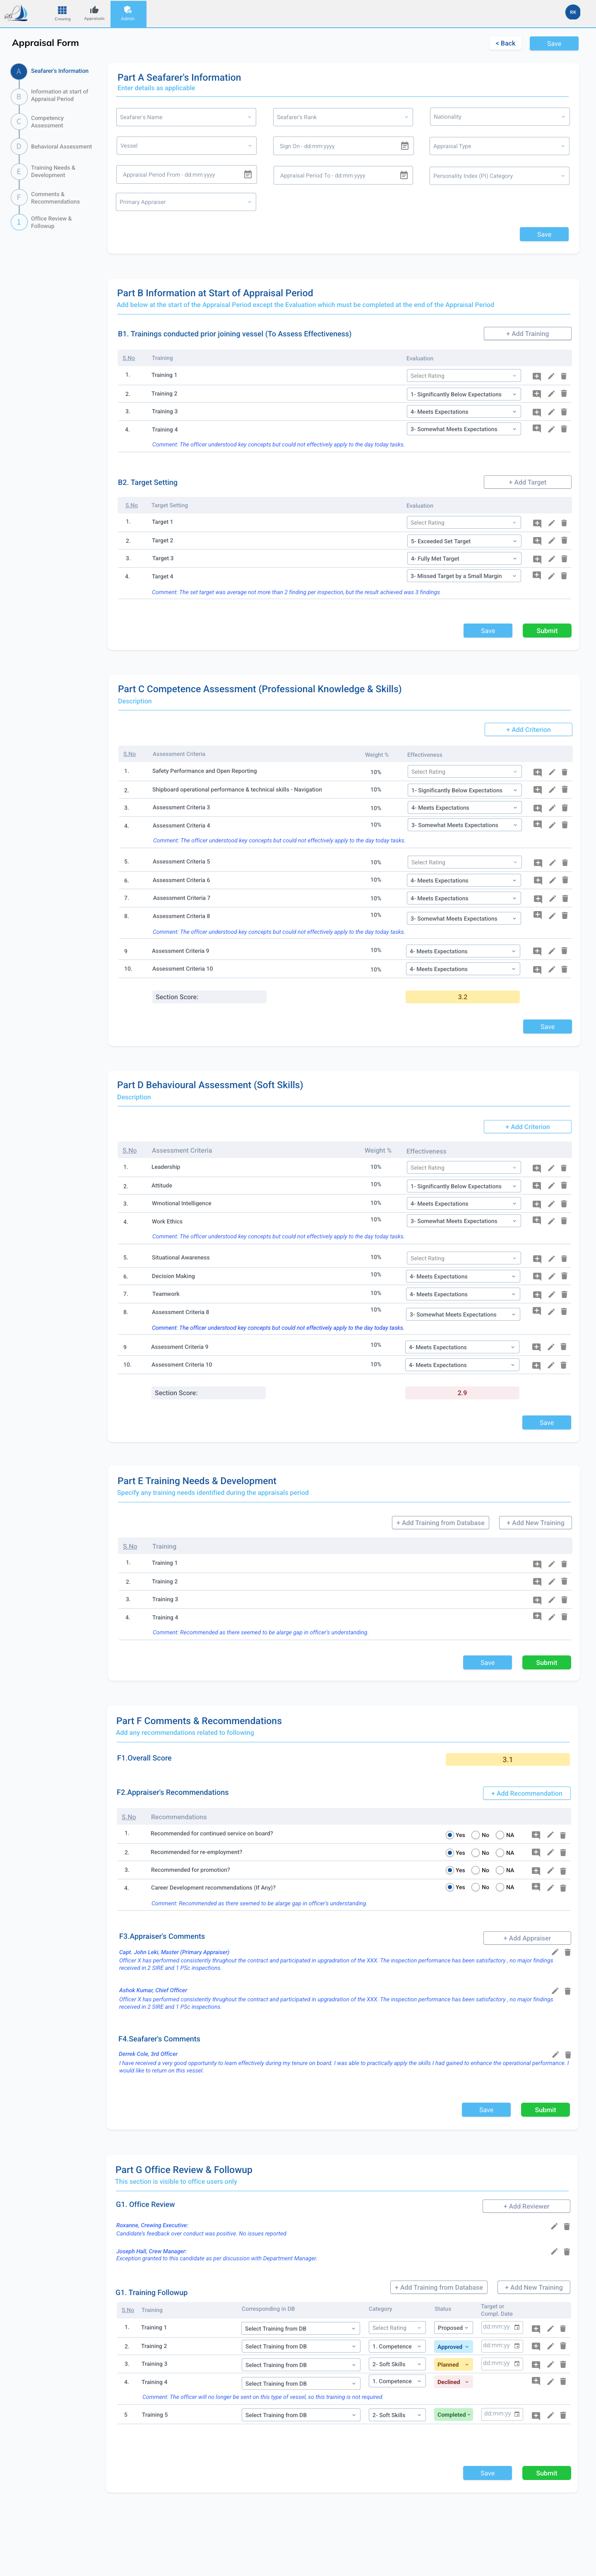 Crewing
Appraisals
Admin
RK
Appraisal Form
< Back
Save
A
Seafarer's Information
B
Information at start of
Appraisal Period
C
Competency
Assessment
D
Behavioral Assessment
E
Training Needs &
Development
F
Comments &
Recommendations
1
Office Review &
Followup
Part A Seafarer's Information
Enter details as applicable
Seafarer's Name
Seafarer's Rank
Nationality
Vessel
Sign On - dd:mm:yyyy
Appraisal Type
Appraisal Period From - dd:mm:yyyy
Appraisal Period To - dd:mm:yyyy
Personality Index (PI) Category
Primary Appraiser
Save
Part B Information at Start of Appraisal Period
Add below at the start of the Appraisal Period except the Evaluation which must be completed at the end of the Appraisal Period
B1. Trainings conducted prior joining vessel (To Assess Effectiveness)
+ Add Training
S.No Training Evaluation
1. Training 1 Select Rating
2. Training 2 1- Significantly Below Expectations
3. Training 3 4- Meets Expectations
4. Training 4 3- Somewhat Meets Expectations
Comment: The officer understood key concepts but could not effectively apply to the day today tasks.
B2. Target Setting
+ Add Target
S.No Target Setting Evaluation
1. Target 1 Select Rating
2. Target 2 5- Exceeded Set Target
3. Target 3 4- Fully Met Target
4. Target 4 3- Missed Target by a Small Margin
Comment: The set target was average not more than 2 finding per inspection, but the result achieved was 3 findings
Save
Submit
Part C Competence Assessment (Professional Knowledge & Skills)
Description
+ Add Criterion
S.No Assessment Criteria Weight % Effectiveness
1. Safety Performance and Open Reporting 10% Select Rating
2. Shipboard operational performance & technical skills - Navigation 10% 1- Significantly Below Expectations
3. Assessment Criteria 3 10% 4- Meets Expectations
4. Assessment Criteria 4 10% 3- Somewhat Meets Expectations
Comment: The officer understood key concepts but could not effectively apply to the day today tasks.
5. Assessment Criteria 5 10% Select Rating
6. Assessment Criteria 6 10% 4- Meets Expectations
7. Assessment Criteria 7 10% 4- Meets Expectations
8. Assessment Criteria 8 10% 3- Somewhat Meets Expectations
Comment: The officer understood key concepts but could not effectively apply to the day today tasks.
9 Assessment Criteria 9 10% 4- Meets Expectations
10. Assessment Criteria 10 10% 4- Meets Expectations
Section Score: 3.2
Save
Part D Behavioural Assessment (Soft Skills)
Description
+ Add Criterion
S.No Assessment Criteria Weight % Effectiveness
1. Leadership 10% Select Rating
2. Attitude 10% 1- Significantly Below Expectations
3. Wmotional Intelligence 10% 4- Meets Expectations
4. Work Ethics 10% 3- Somewhat Meets Expectations
Comment: The officer understood key concepts but could not effectively apply to the day today tasks.
5. Situational Awareness 10% Select Rating
6. Decision Making 10% 4- Meets Expectations
7. Teamwork 10% 4- Meets Expectations
8. Assessment Criteria 8 10% 3- Somewhat Meets Expectations
Comment: The officer understood key concepts but could not effectively apply to the day today tasks.
9 Assessment Criteria 9 10% 4- Meets Expectations
10. Assessment Criteria 10 10% 4- Meets Expectations
Section Score: 2.9
Save
Part E Training Needs & Development
Specify any training needs identified during the appraisals period
+ Add Training from Database
+ Add New Training
S.No Training
1. Training 1
2. Training 2
3. Training 3
4. Training 4
Comment: Recommended as there seemed to be alarge gap in officer's understanding.
Save
Submit
Part F Comments & Recommendations
Add any recommendations related to following
F1.Overall Score 3.1
F2.Appraiser's Recommendations
+ Add Recommendation
S.No Recommendations
1. Recommended for continued service on board? Yes No NA
2. Recommended for re-employment? Yes No NA
3. Recommended for promotion? Yes No NA
4. Career Development recommendations (If Any)? Yes No NA
Comment: Recommended as there seemed to be alarge gap in officer's understanding.
F3.Appraiser's Comments
+ Add Appraiser
Capt. John Leki, Master (Primary Appraiser)
Officer X has performed consistently thrughout the contract and participated in upgradration of the XXX. The inspection performance has been satisfactory , no major findings
received in 2 SIRE and 1 PSc inspections.
Ashok Kumar, Chief Officer
Officer X has performed consistently thrughout the contract and participated in upgradration of the XXX. The inspection performance has been satisfactory , no major findings
received in 2 SIRE and 1 PSc inspections.
F4.Seafarer's Comments
Derrek Cole, 3rd Officer
I have received a very good opportunity to learn effectively during my tenure on board. I was able to practically apply the skills I had gained to enhance the operational performance. I
would like to return on this vessel.
Save
Submit
Part G Office Review & Followup
This section is visible to office users only
G1. Office Review
+ Add Reviewer
Roxanne, Crewing Executive:
Candidate's feedback over conduct was positive. No issues reported
Joseph Hall, Crew Manager:
Exception granted to this candidate as per discussion with Department Manager.
+ Add Training from Database
+ Add New Training
G1. Training Followup
S.No Training Corresponding in DB Category Status Target or
Compl. Date
1. Training 1 Select Training from DB Select Rating Proposed dd:mm:yy
2. Training 2 Select Training from DB 1. Competence Approved dd:mm:yy
3. Training 3 Select Training from DB 2- Soft Skills Planned dd:mm:yy
4. Training 4 Select Training from DB 1. Competence Declined
Comment: The officer will no longer be sent on this type of vessel, so this training is not required.
5 Training 5 Select Training from DB 2- Soft Skills Completed dd:mm:yy
Save
Submit